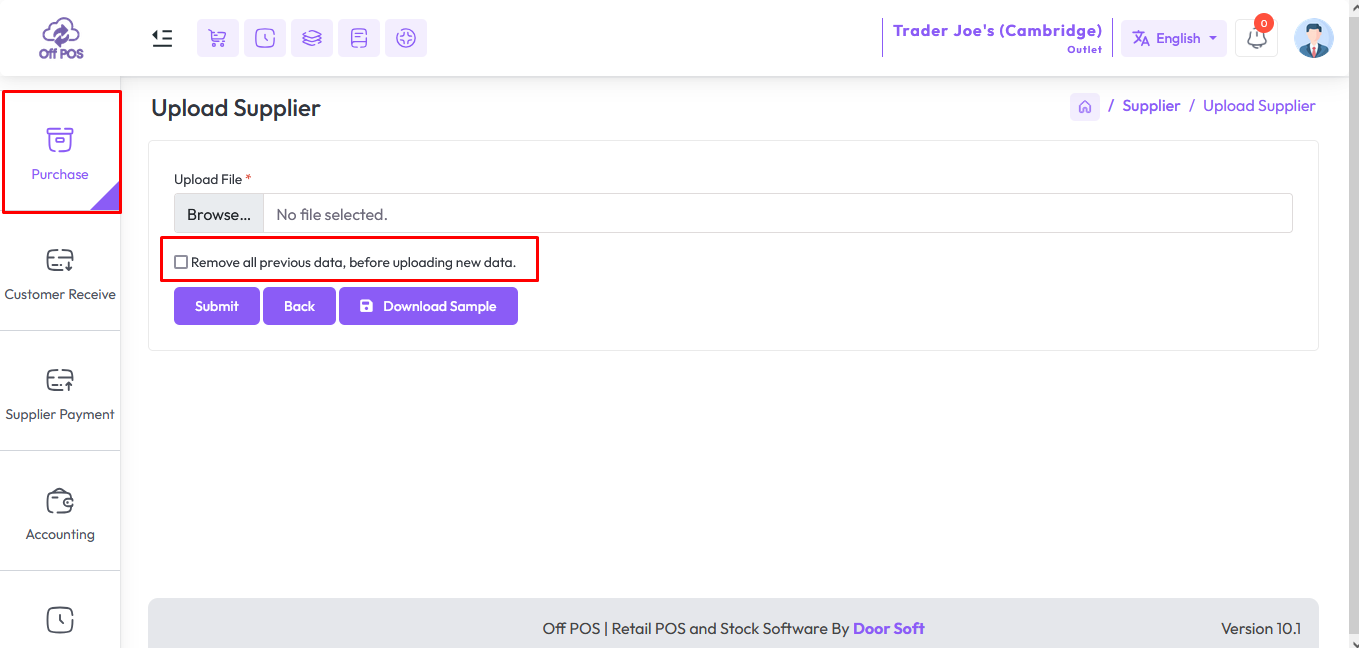 Off POS
Trader Joe's (Cambridge)
Outlet
English
0
Purchase
Customer Receive
Supplier Payment
Accounting
Upload Supplier
/ Supplier / Upload Supplier
Upload File *
Browse... No file selected.
Remove all previous data, before uploading new data.
Submit Back Download Sample
Off POS | Retail POS and Stock Software By Door Soft
Version 10.1